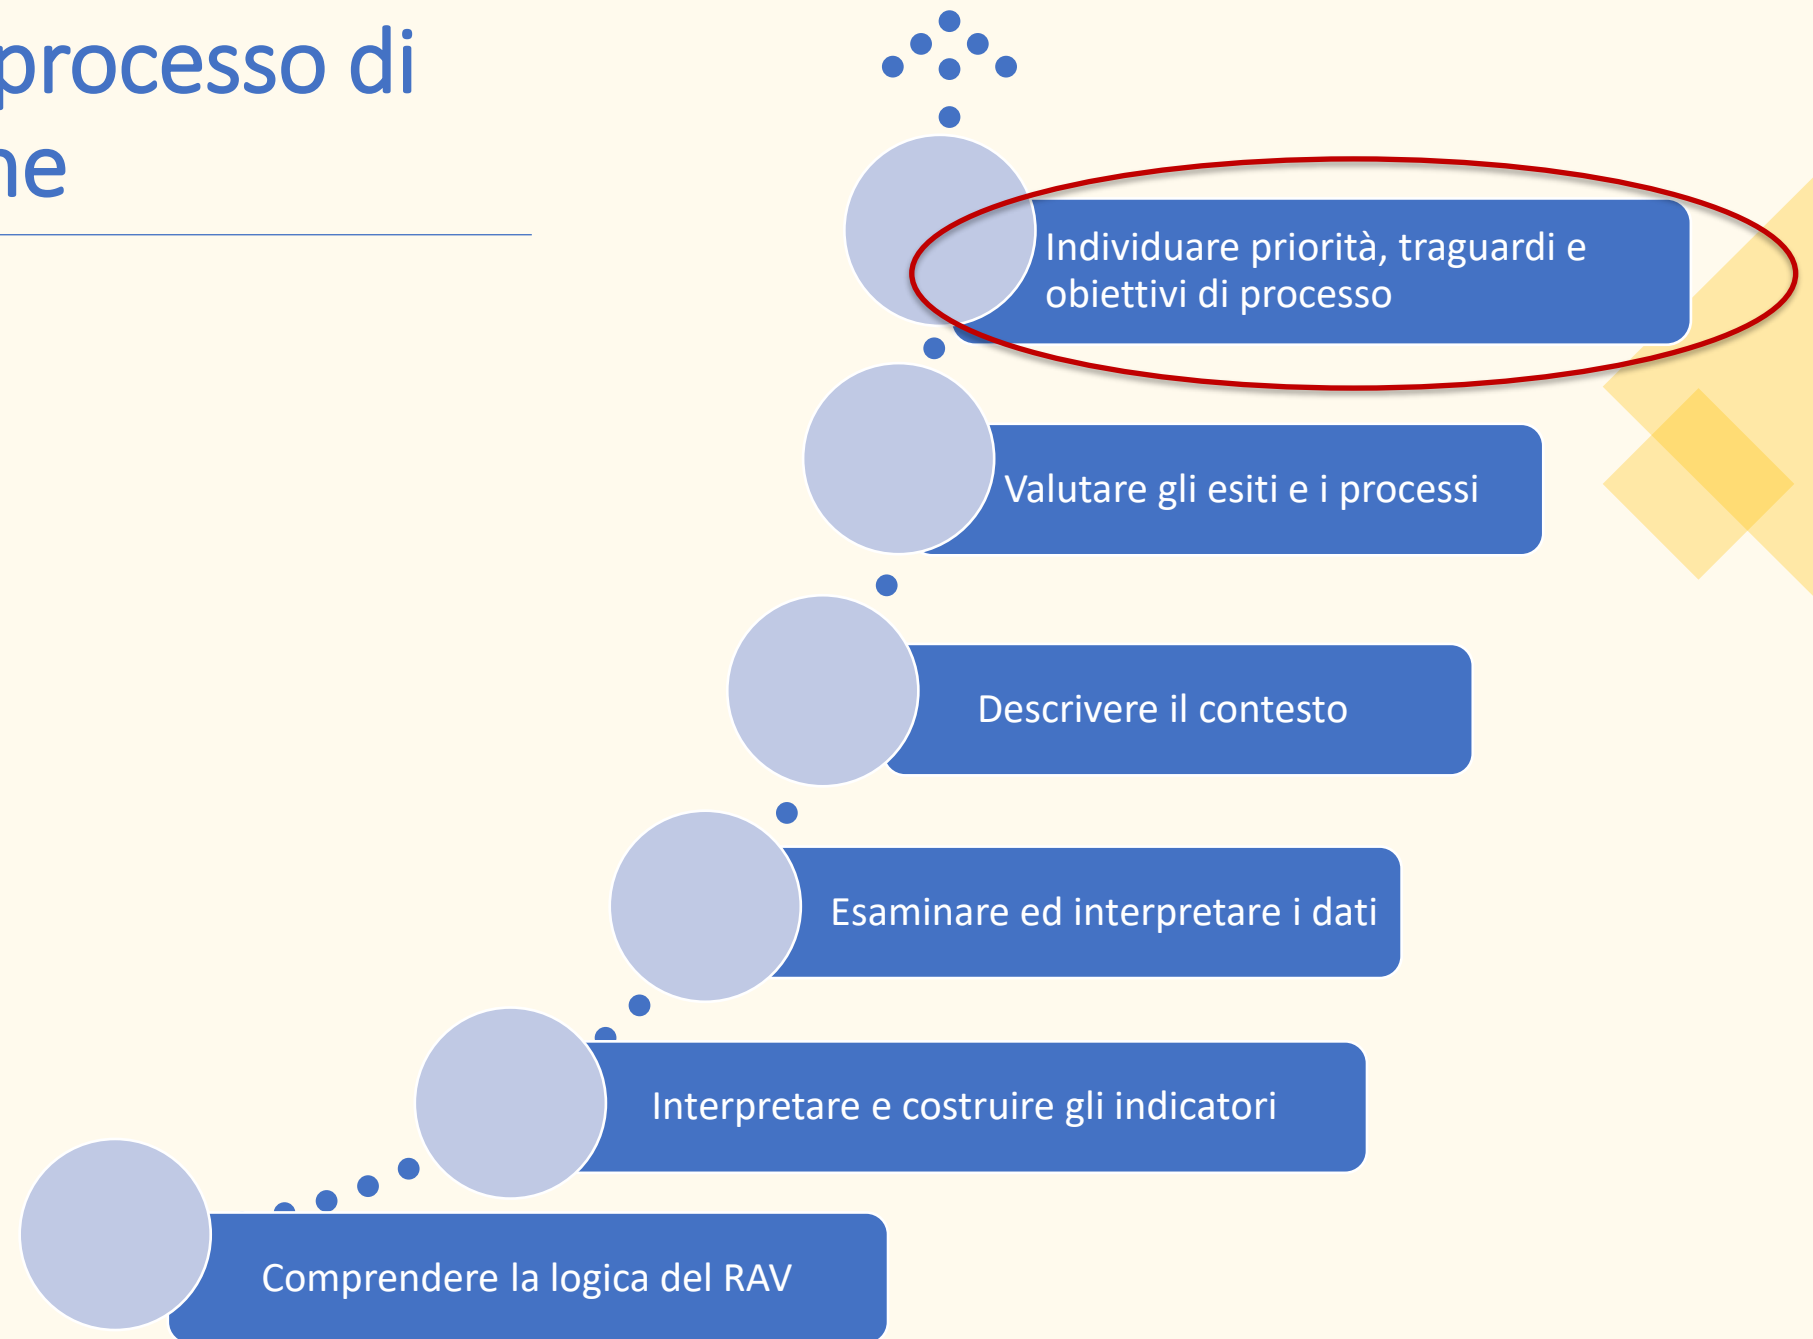 processo di
ne
Individuare priorità, traguardi e
obiettivi di processo
Valutare gli esiti e i processi
Descrivere il contesto
Esaminare ed interpretare i dati
Interpretare e costruire gli indicatori
Comprendere la logica del RAV